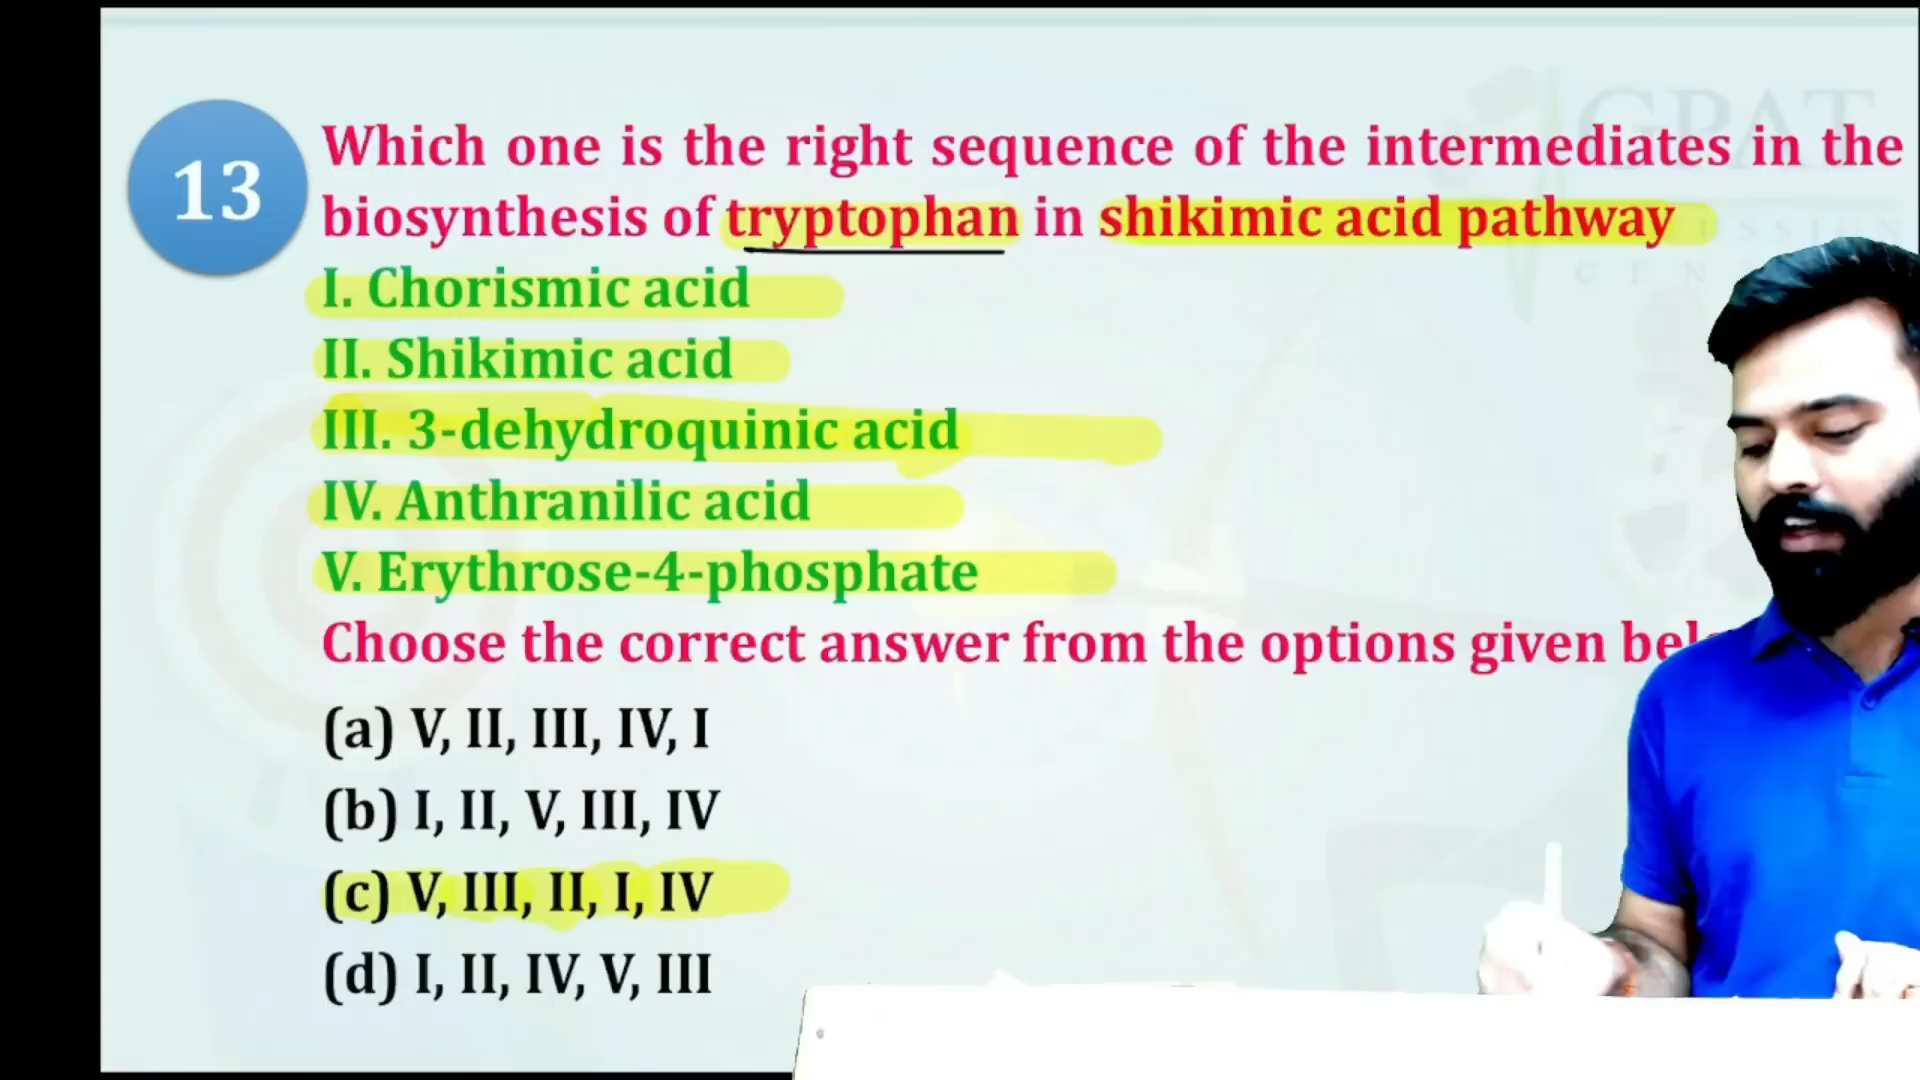 13
Which one is the right sequence of the intermediates in the
biosynthesis of tryptophan in shikimic acid pathway
I. Chorismic acid
II. Shikimic acid
III. 3-dehydroquinic acid
IV. Anthranilic acid
V. Erythrose-4-phosphate
Choose the correct answer from the options given
(a) V, II, III, IV, I
(b) I, II, V, III, IV
(c) V, III, II, I, IV
(d) I, II, IV, V, III
GPAT